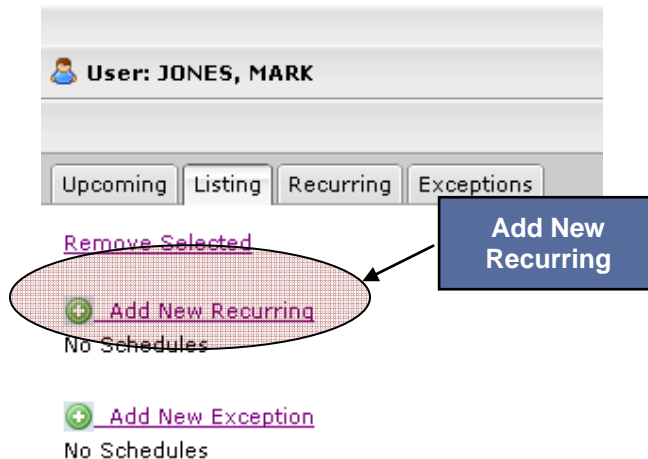 User: JONES, MARK
Upcoming Listing Recurring Exceptions
Remove Selected
Add New
Recurring
Add New Recurring
No Schedules
Add New Exception
No Schedules